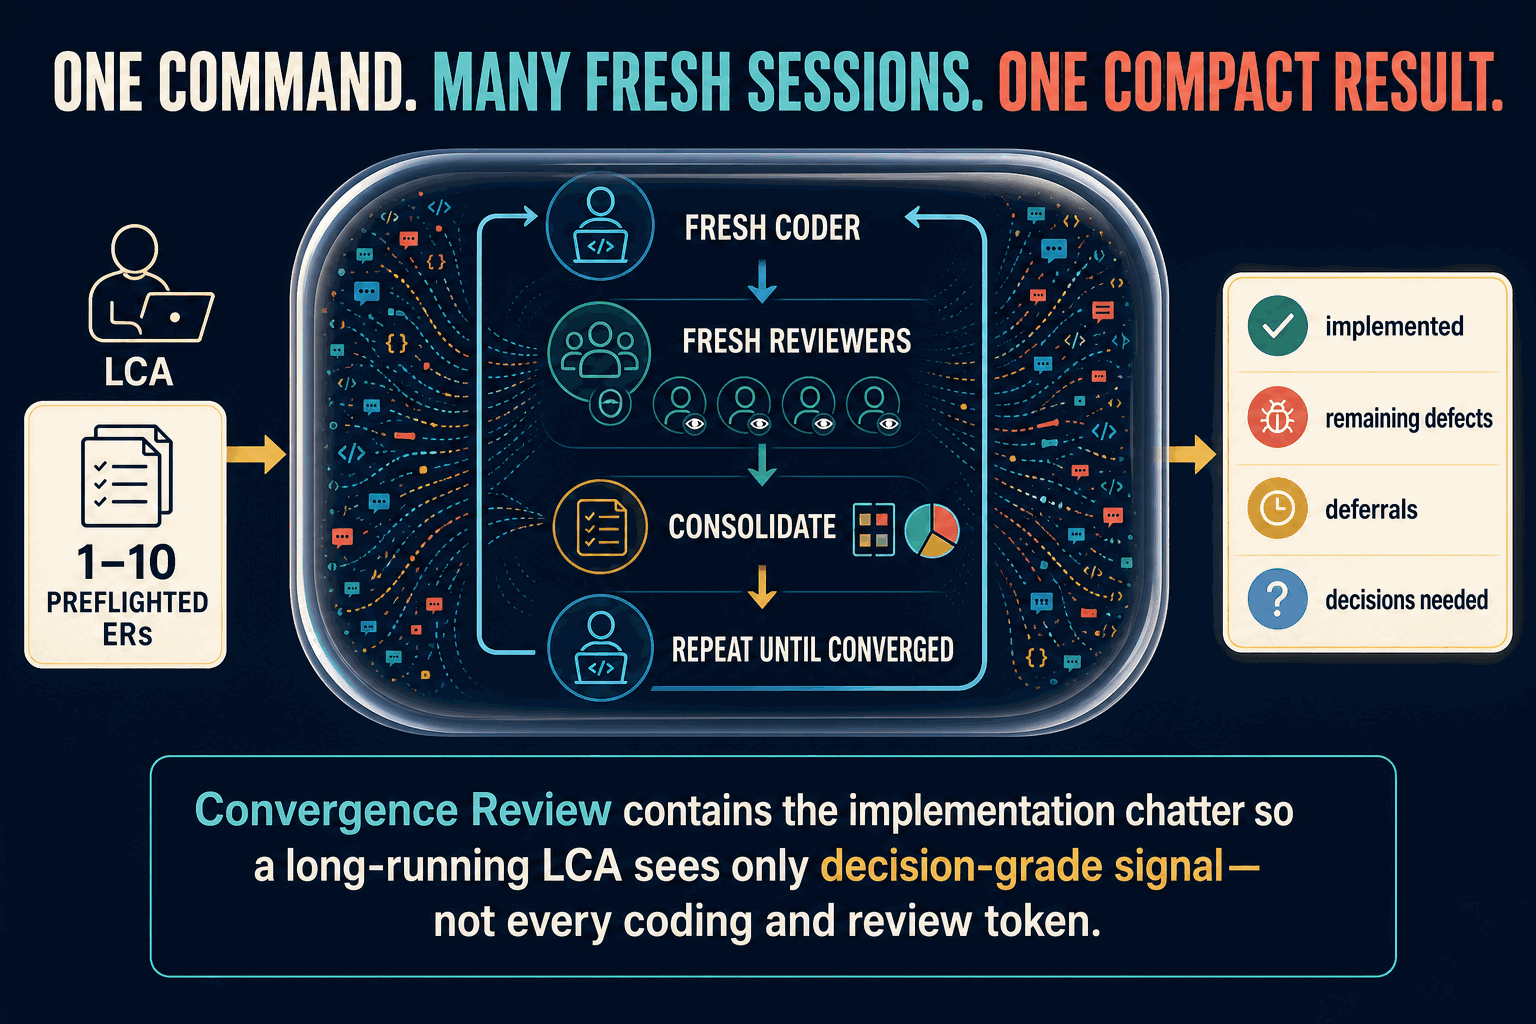 ONE COMMAND. MANY FRESH SESSIONS. ONE COMPACT RESULT.
LCA
1–10
PREFLIGHTED
ERs
FRESH CODER
FRESH REVIEWERS
CONSOLIDATE
REPEAT UNTIL CONVERGED
implemented
remaining defects
deferrals
decisions needed
Convergence Review contains the implementation chatter so
a long-running LCA sees only decision-grade signal—
not every coding and review token.